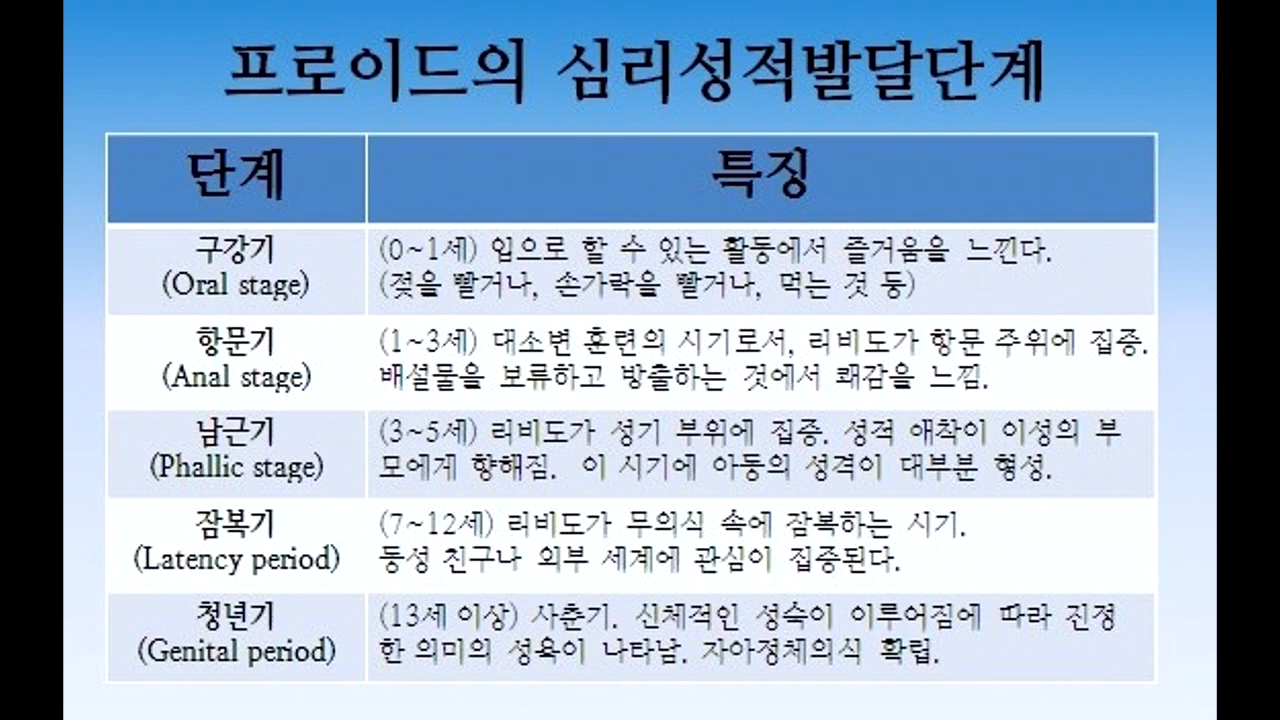 프로이드의 심리성적발달단계
단계
특징
구강기
(Oral stage)
(0~1세) 입으로 할 수 있는 활동에서 즐거움을 느낀다.
(젖을 빨거나, 손가락을 빨거나, 먹는 것 등)
항문기
(Anal stage)
(1~3세) 대소변 훈련의 시기로서, 리비도가 항문 주위에 집중.
배설물을 보류하고 방출하는 것에서 쾌감을 느낌.
남근기
(Phallic stage)
(3~5세) 리비도가 성기 부위에 집중. 성적 애착이 이성의 부
모에게 향해짐. 이 시기에 아동의 성격이 대부분 형성.
잠복기
(Latency period)
(7~12세) 리비도가 무의식 속에 잠복하는 시기.
동성 친구나 외부 세계에 관심이 집중된다.
청년기
(Genital period)
(13세 이상) 사춘기. 신체적인 성숙이 이루어짐에 따라 진정
한 의미의 성욕이 나타남. 자아정체의식 확립.